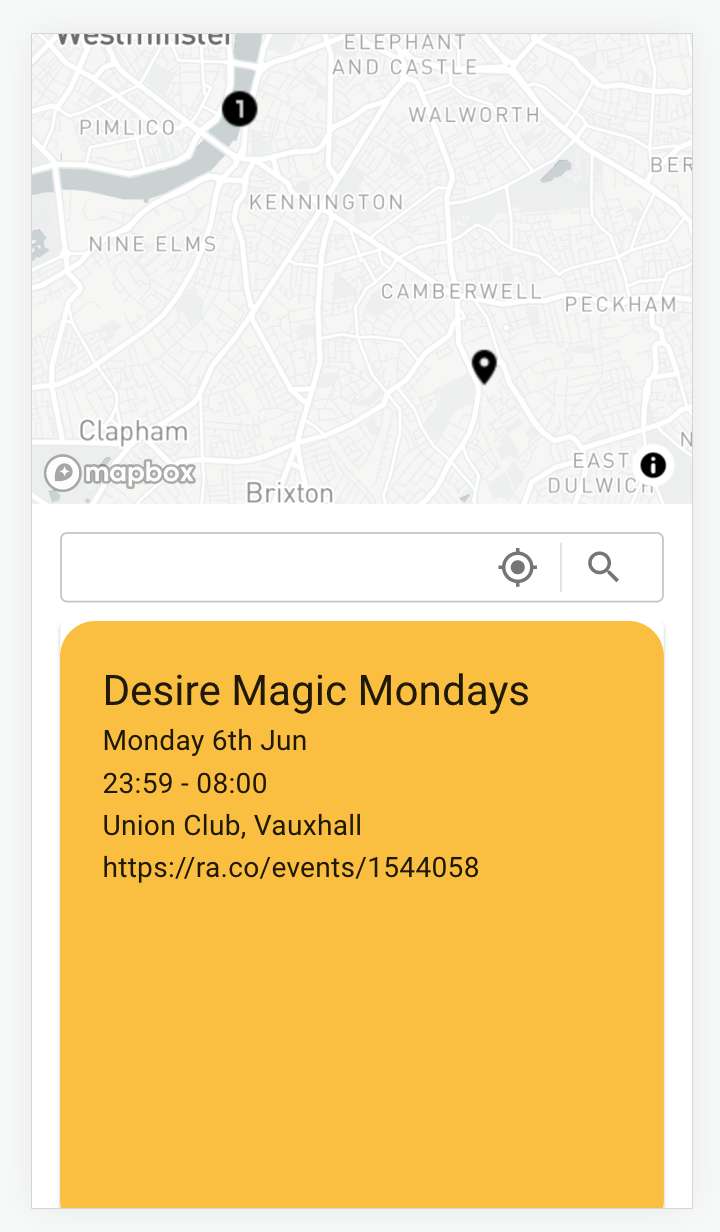 Westminster
ELEPHANT
AND CASTLE
1
WALWORTH
PIMLICO
BER
KENNINGTON
NINE ELMS
CAMBERWELL
PECKHAM
Clapham
mapbox
EAST
DULWICH
N
Brixton
Desire Magic Mondays
Monday 6th Jun
23:59 - 08:00
Union Club, Vauxhall
https://ra.co/events/1544058